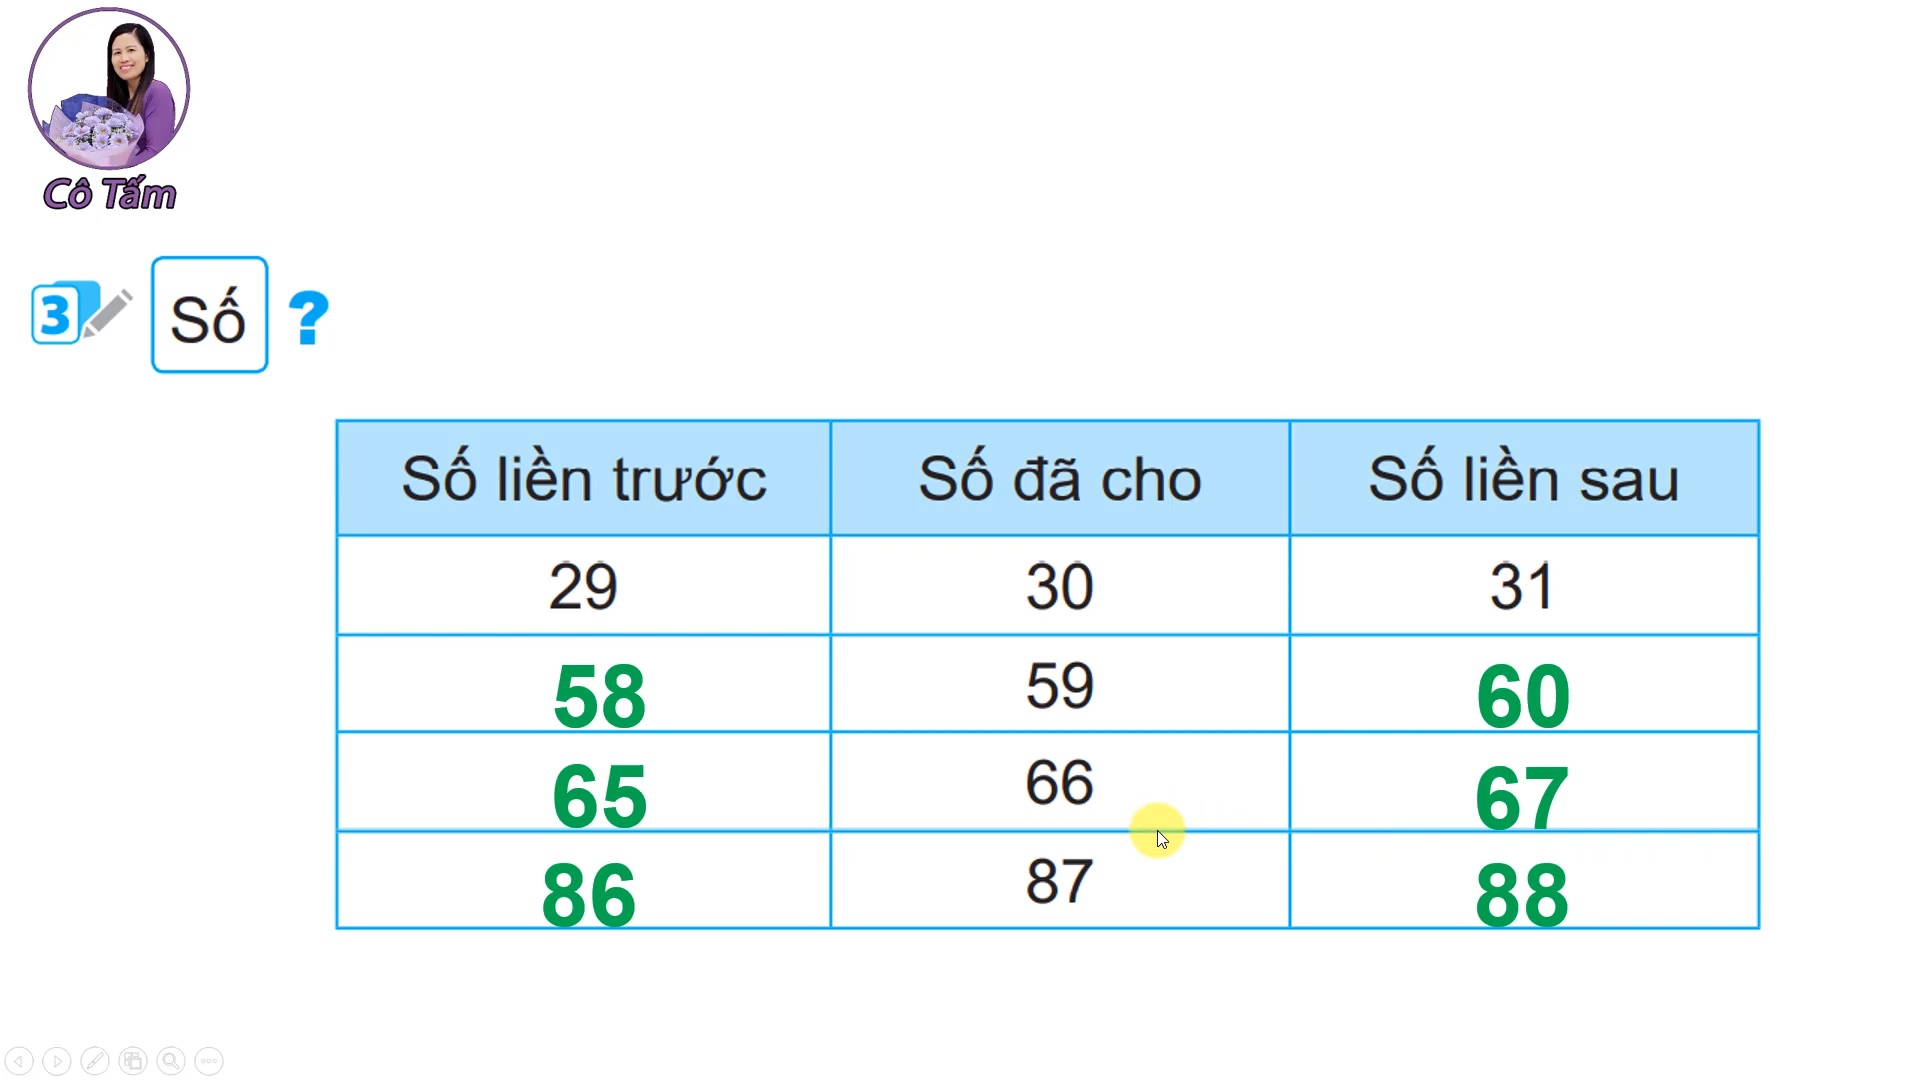 Cô Tấm
3 Số ?
Số liền trước Số đã cho Số liền sau
29 30 31
58 59 60
65 66 67
86 87 88